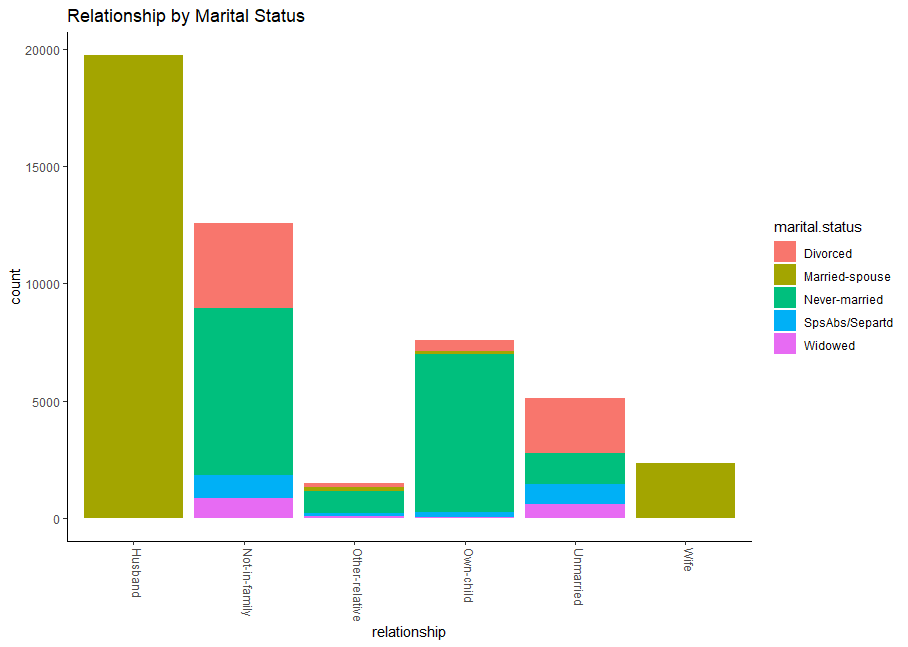 Relationship by Marital Status
20000
15000
10000
5000
0
count
Husband
Not-in-family
Other-relative
Own-child
Unmarried
Wife
relationship
marital.status
Divorced
Married-spouse
Never-married
SpsAbs/Separtd
Widowed